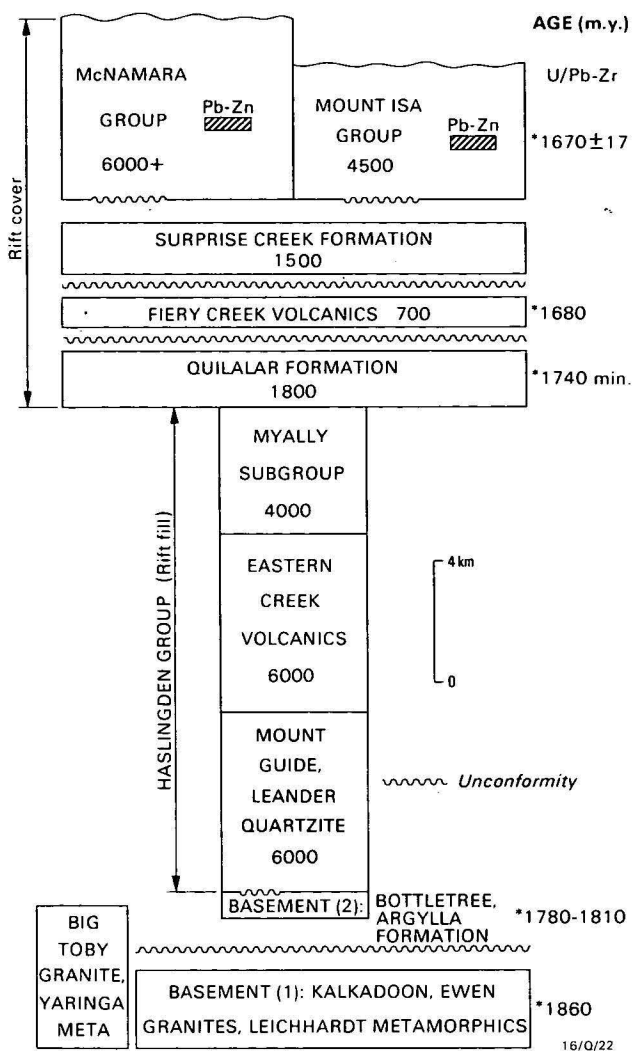 AGE (m.y.)
U/Pb-Zr
McNAMARA
GROUP
6000+
Pb-Zn
MOUNT ISA
GROUP
4500
Pb-Zn
*1670±17
Rift cover
SURPRISE CREEK FORMATION
1500
FIERY CREEK VOLCANICS 700
*1680
QUILALAR FORMATION
1800
*1740 min.
HASLINGDEN GROUP (Rift fill)
MYALLY
SUBGROUP
4000
EASTERN
CREEK
VOLCANICS
6000
4 km
0
MOUNT
GUIDE,
LEANDER
QUARTZITE
6000
Unconformity
BASEMENT (2):
BOTTLETREE,
ARGYLLA
FORMATION
*1780-1810
BIG
TOBY
GRANITE,
YARINGA
META
BASEMENT (1): KALKADOON, EWEN
GRANITES, LEICHHARDT METAMORPHICS
*1860
16/Q/22